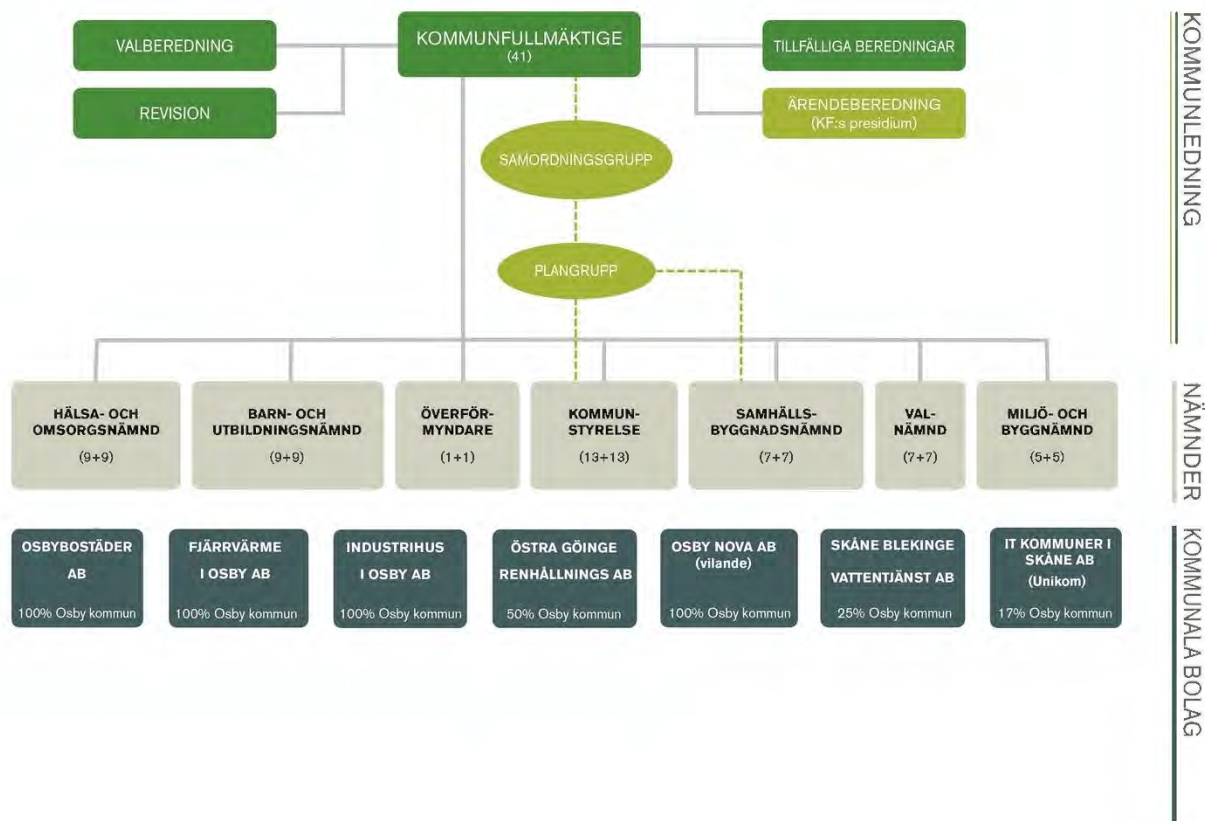 VALBEREDNING
KOMMUNFULLMÄKTIGE
(41)
TILLFÄLLIGA BEREDNINGAR
REVISION
ÄRENDEBEREDNING
(KF:s presidium)
SAMORDNINGSGRUPP
PLANGRUPP
KOMMUNLEDNING
HÄLSA- OCH
OMSORGSNÄMND
(9+9)
BARN- OCH
UTBILDNINGSNÄMND
(9+9)
ÖVERFÖR-
MYNDARE
(1+1)
KOMMUN-
STYRELSE
(13+13)
SAMHÄLLS-
BYGGNADSNÄMND
(7+7)
VAL-
NÄMND
(7+7)
MILJÖ- OCH
BYGGNÄMND
(5+5)
NÄMNDER
OSBYBOSTÄDER
AB
100% Osby kommun
FJÄRRVÄRME
I OSBY AB
100% Osby kommun
INDUSTRIHUS
I OSBY AB
100% Osby kommun
ÖSTRA GÖINGE
RENHÅLLNINGS AB
50% Osby kommun
OSBY NOVA AB
(vilande)
100% Osby kommun
SKÅNE BLEKINGE
VATTENTJÄNST AB
25% Osby kommun
IT KOMMUNER I
SKÅNE AB
(Unikom)
17% Osby kommun
KOMMUNALA BOLAG